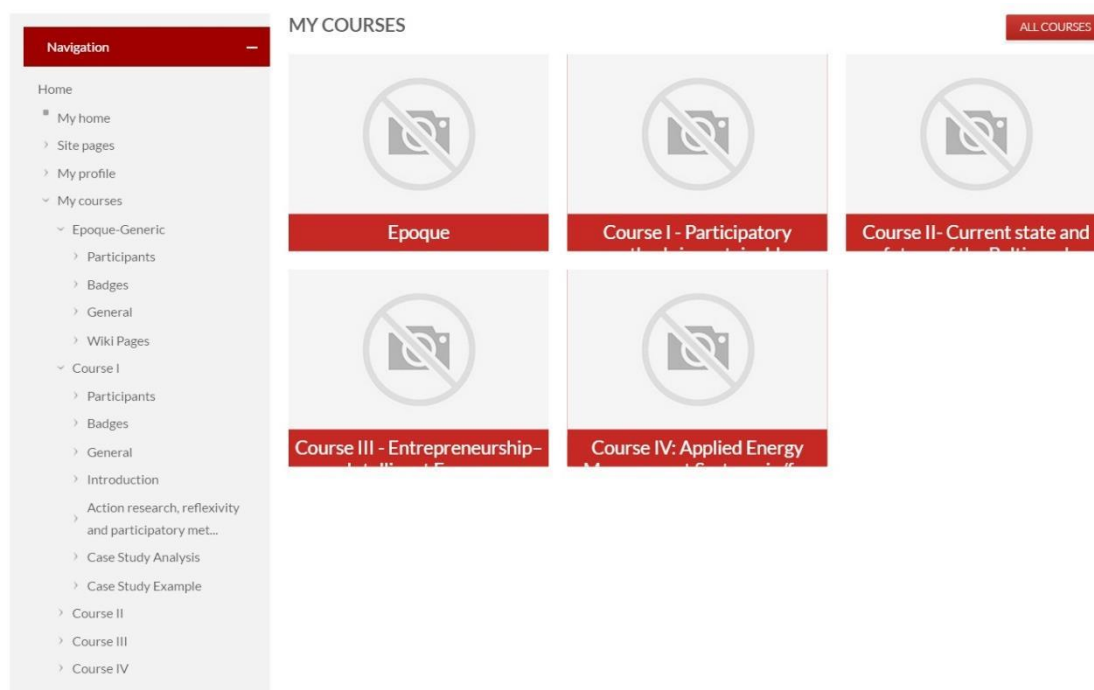 Navigation
Home
My home
Site pages
My profile
My courses
Epoque-Generic
Participants
Badges
General
Wiki Pages
Course I
Participants
Badges
General
Introduction
Action research, reflexivity
and participatory met...
Case Study Analysis
Case Study Example
Course II
Course III
Course IV
MY COURSES
ALL COURSES
Epoque
Course I - Participatory
Course II- Current state and
Course III - Entrepreneurship–
Course IV: Applied Energy